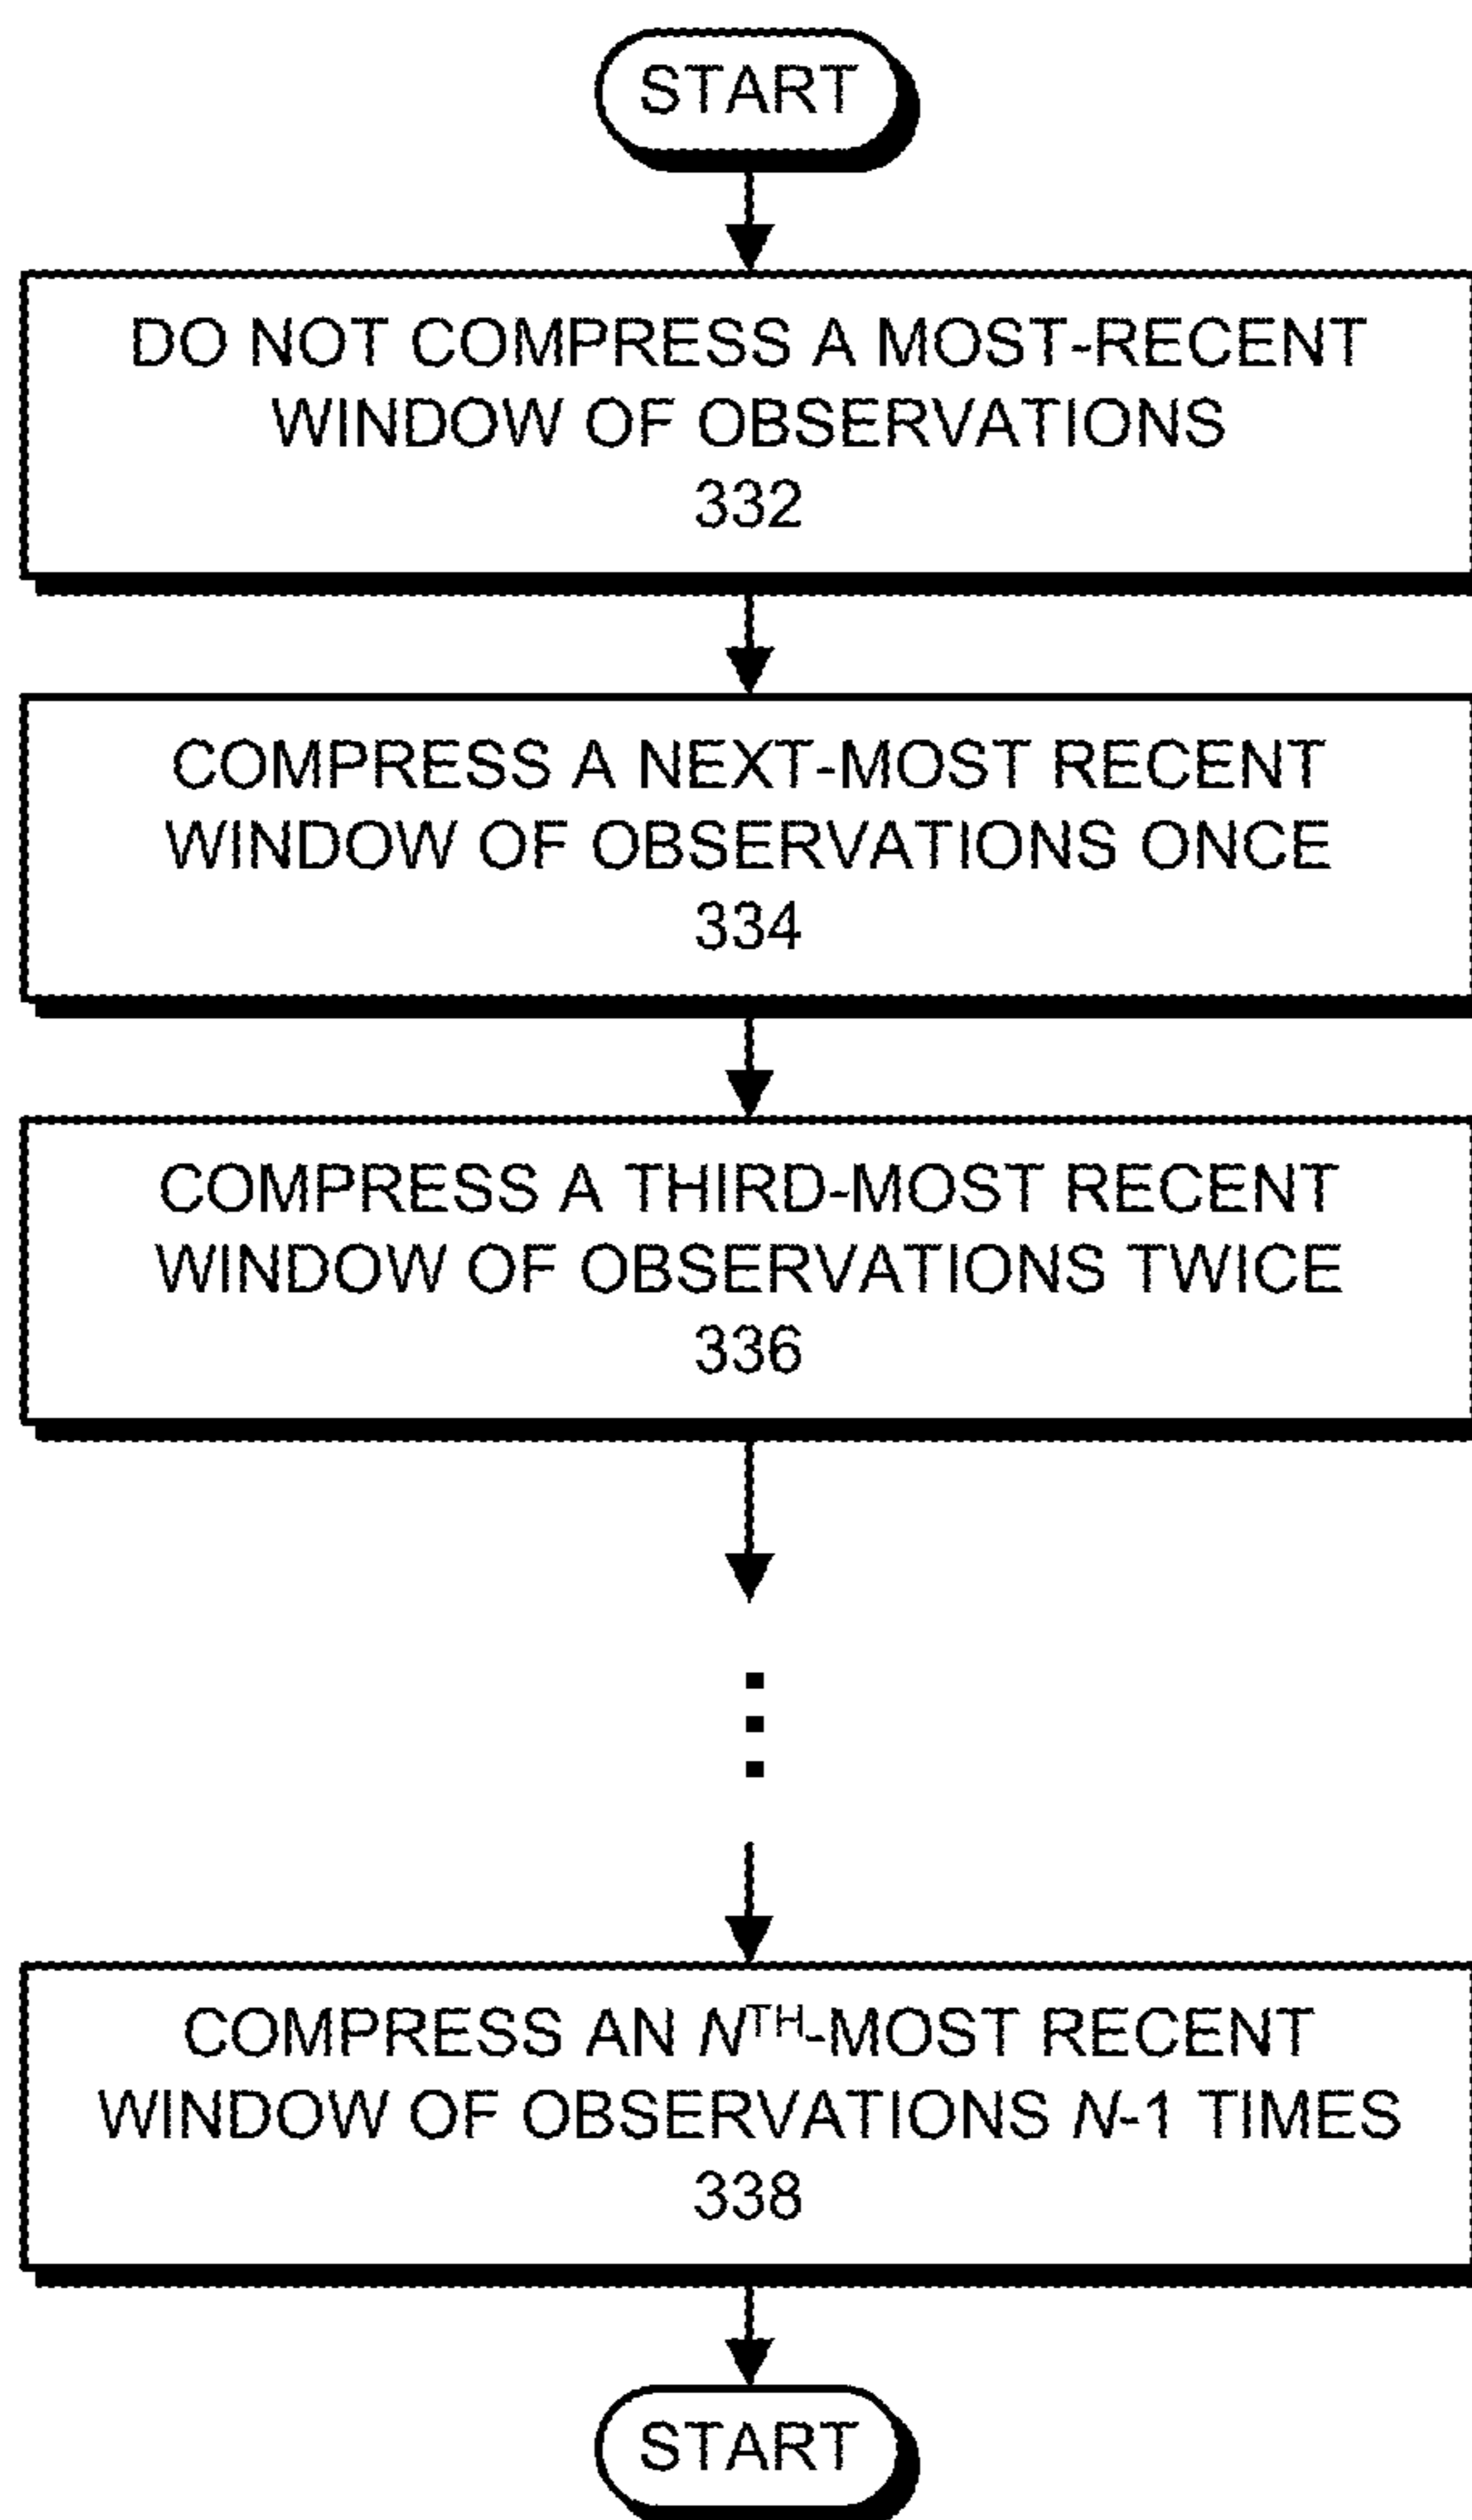 START
DO NOT COMPRESS A MOST-RECENT
WINDOW OF OBSERVATIONS
332
COMPRESS A NEXT-MOST RECENT
WINDOW OF OBSERVATIONS ONCE
334
COMPRESS A THIRD-MOST RECENT
WINDOW OF OBSERVATIONS TWICE
336
COMPRESS AN Nᵀᴴ-MOST RECENT
WINDOW OF OBSERVATIONS N-1 TIMES
338
START